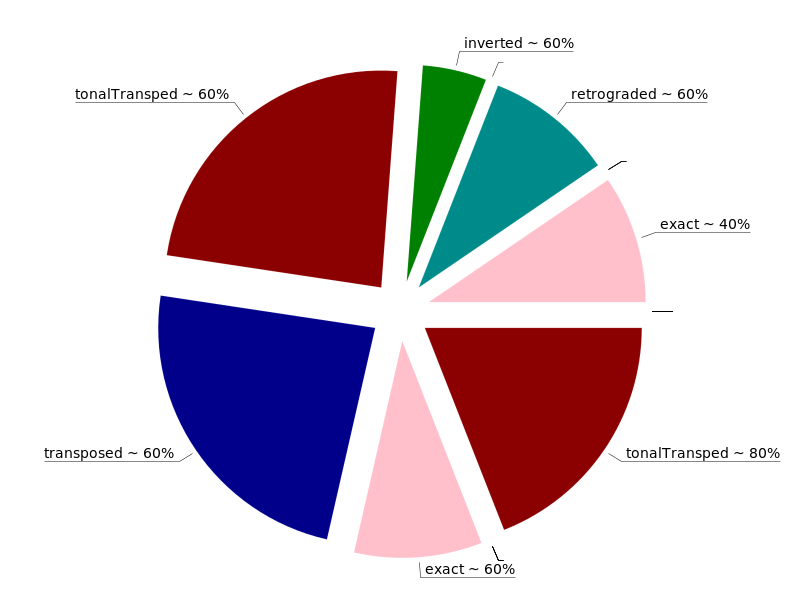 inverted ~ 60%
tonalTransped ~ 60%
retrograded ~ 60%
exact ~ 40%
transposed ~ 60%
tonalTransped ~ 80%
exact ~ 60%